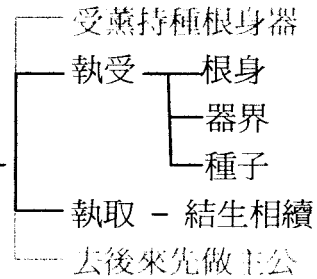 受薰持種根身器
執受 根身
器界
種子
執取 – 結生相續
去後來先做主公